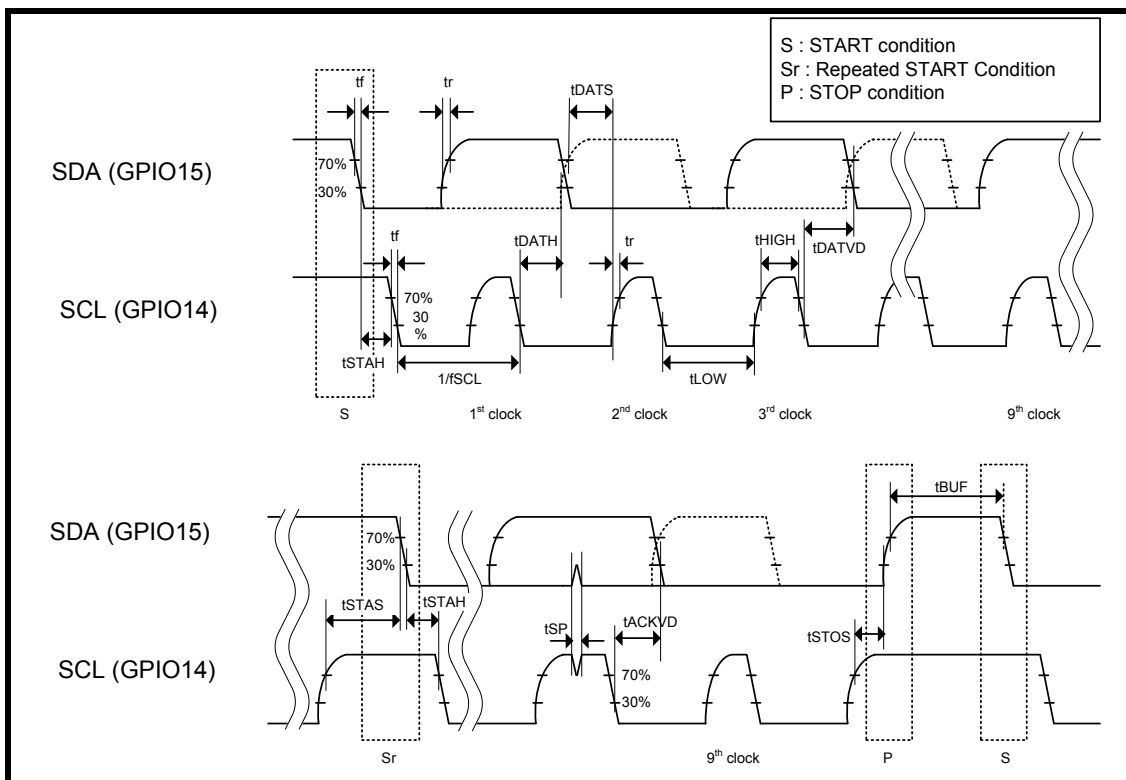 S : START condition
Sr : Repeated START Condition
P : STOP condition
tf
tr
tDATS
SDA (GPIO15)
70%
30%
tf
tDATH
tr
tHIGH
tDATVD
SCL (GPIO14)
70%
30
%
tSTAH
1/fSCL
tLOW
S
1st clock
2nd clock
3rd clock
9th clock
tBUF
SDA (GPIO15)
70%
30%
tSTAS
tSTAH
tSP
tACKVD
tSTOS
SCL (GPIO14)
70%
30%
Sr
9th clock
P
S